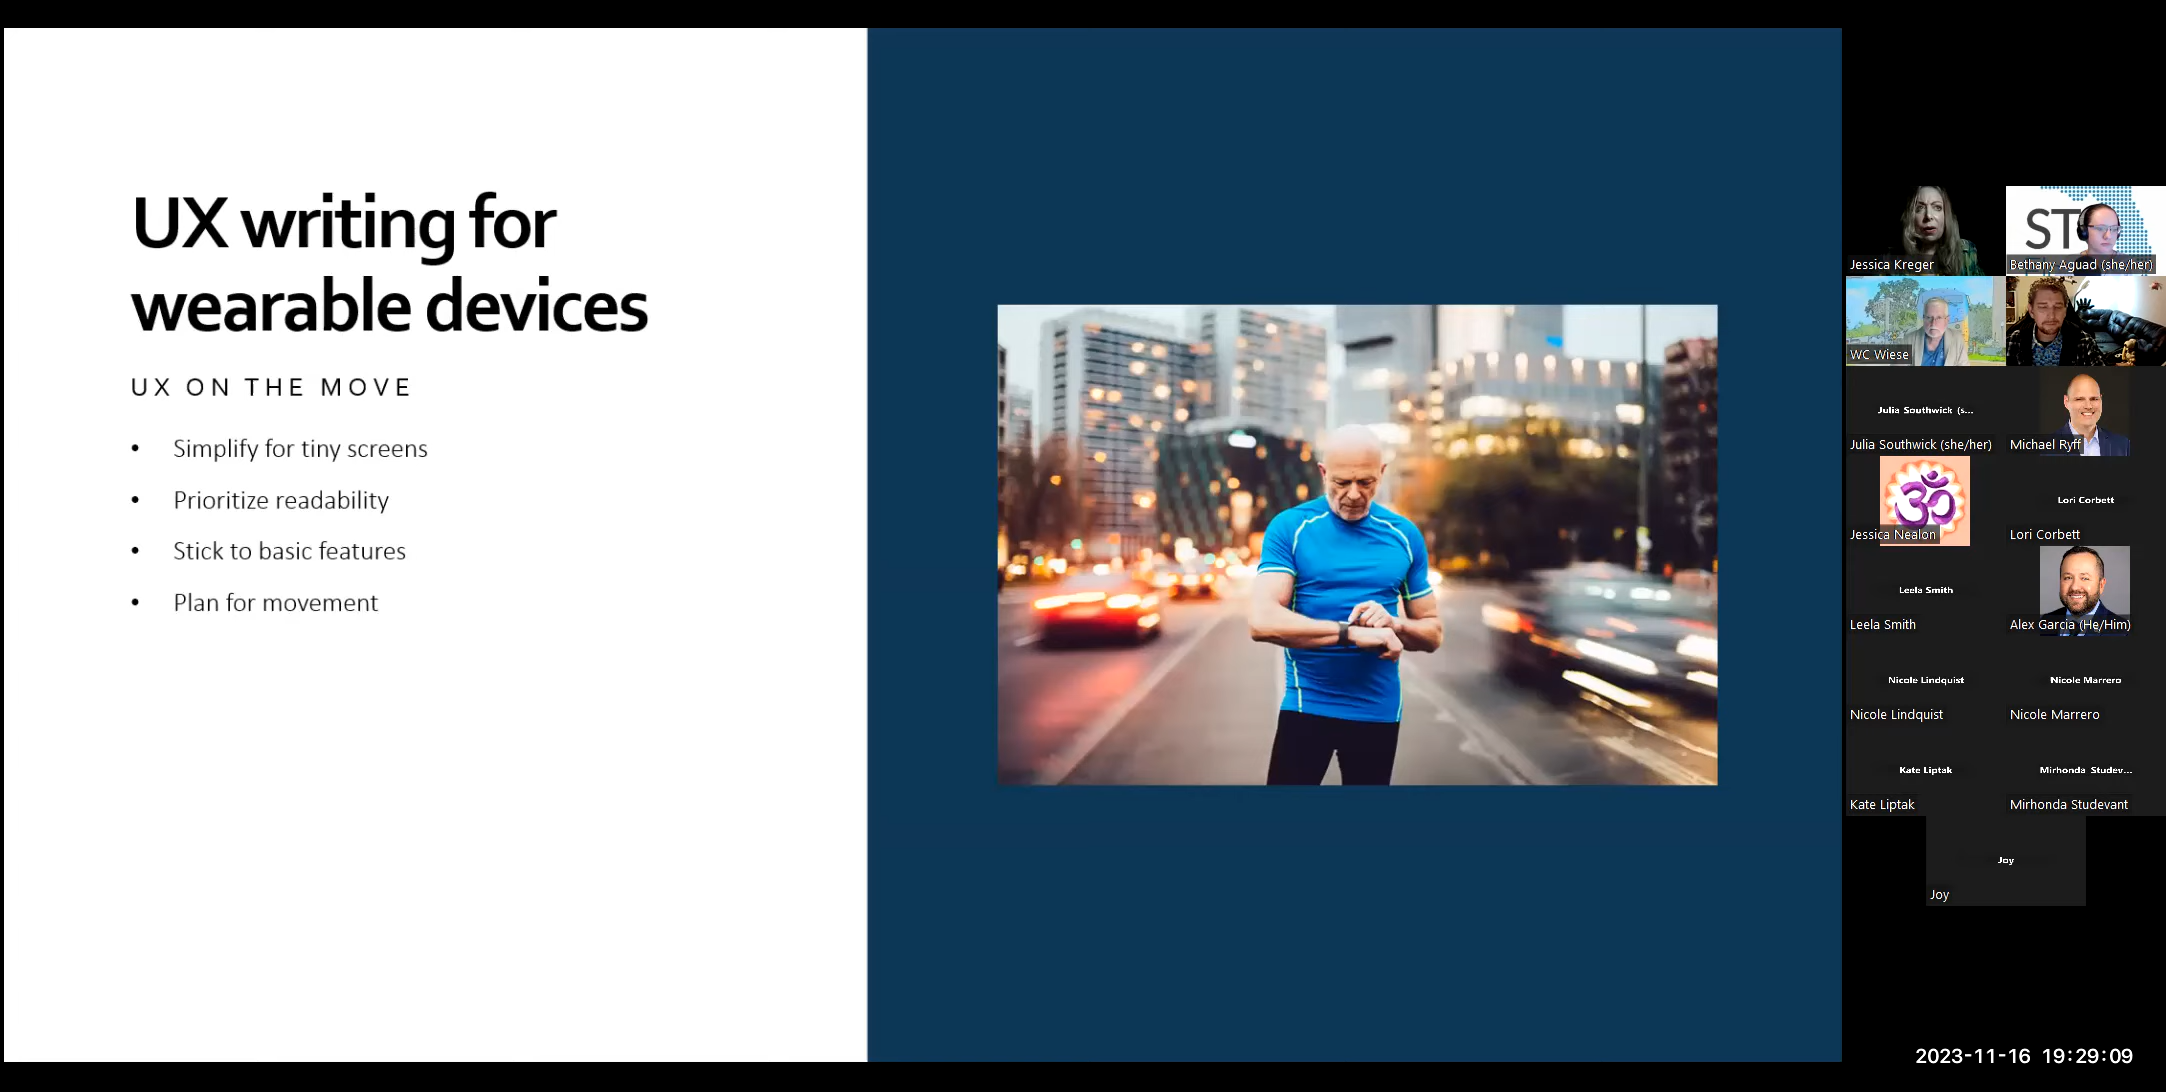 UX writing for
wearable devices
UX ON THE MOVE
• Simplify for tiny screens
• Prioritize readability
• Stick to basic features
• Plan for movement
Jessica Kreger
ST
Bethany Aguad (she/her)
WC Wiese
Julia Southwick (s...
Julia Southwick (she/her)
Michael Ryff
ॐ
Jessica Nealon
Lori Corbett
Lori Corbett
Leela Smith
Leela Smith
Alex Garcia (He/Him)
Nicole Lindquist
Nicole Lindquist
Nicole Marrero
Nicole Marrero
Kate Liptak
Kate Liptak
Mirhonda Studev...
Mirhonda Studevant
Joy
Joy
2023-11-16 19:29:09